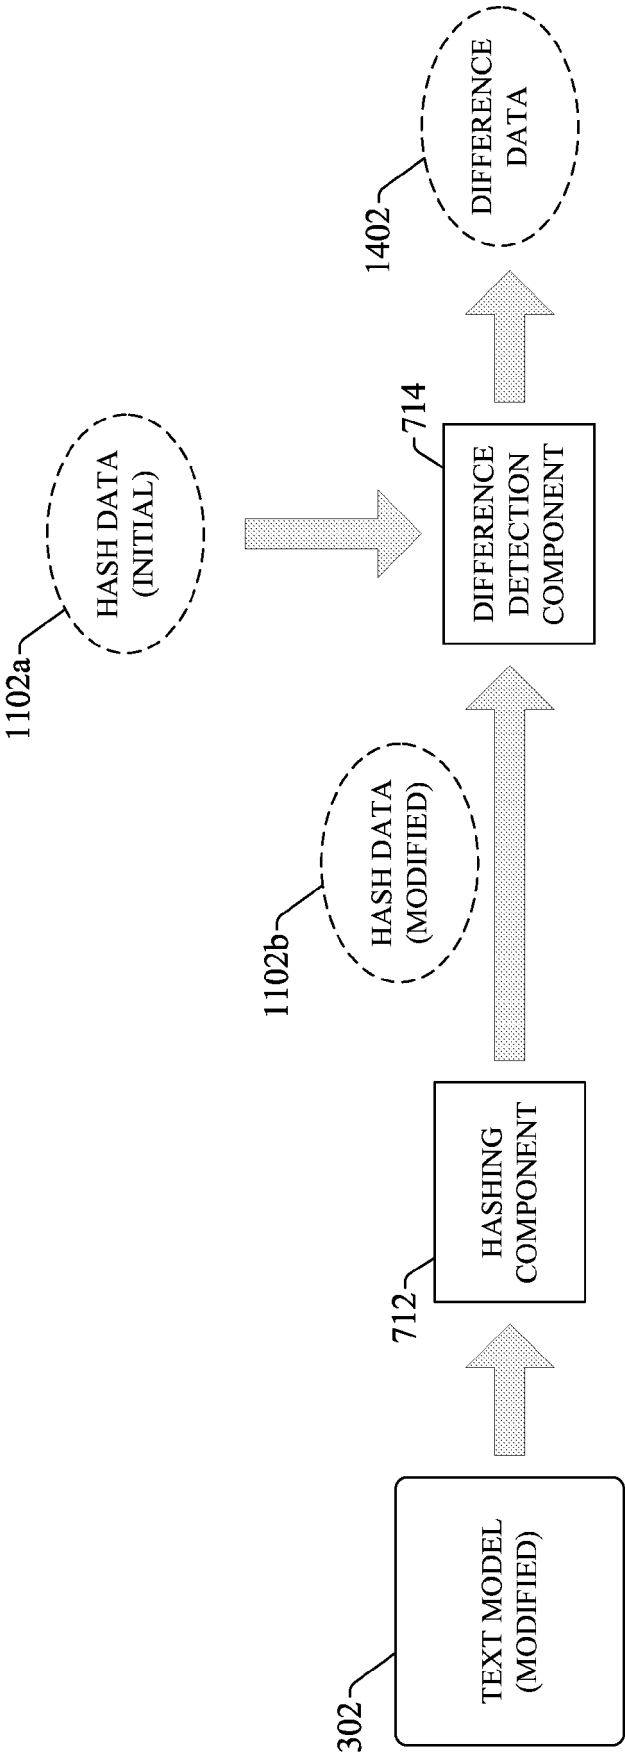 302
TEXT MODEL
(MODIFIED)
712
HASHING
COMPONENT
1102b
HASH DATA
(MODIFIED)
1102a
HASH DATA
(INITIAL)
714
DIFFERENCE
DETECTION
COMPONENT
1402
DIFFERENCE
DATA